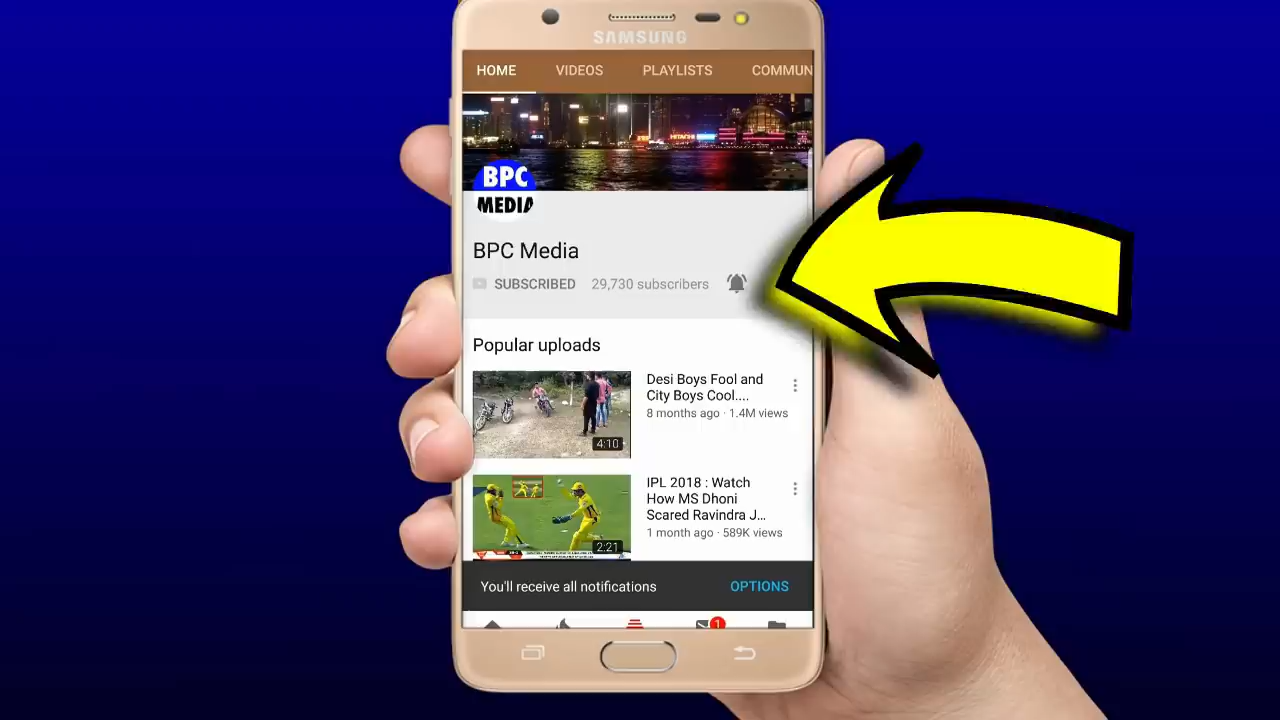 SAMSUNG
HOME VIDEOS PLAYLISTS COMMUN
HITACHI
BPC
MEDIA
BPC Media
SUBSCRIBED 29,730 subscribers
Popular uploads
Desi Boys Fool and
City Boys Cool....
8 months ago · 1.4M views
4:10
IPL 2018 : Watch
How MS Dhoni
Scared Ravindra J...
1 month ago · 589K views
2:21
You'll receive all notifications OPTIONS
1